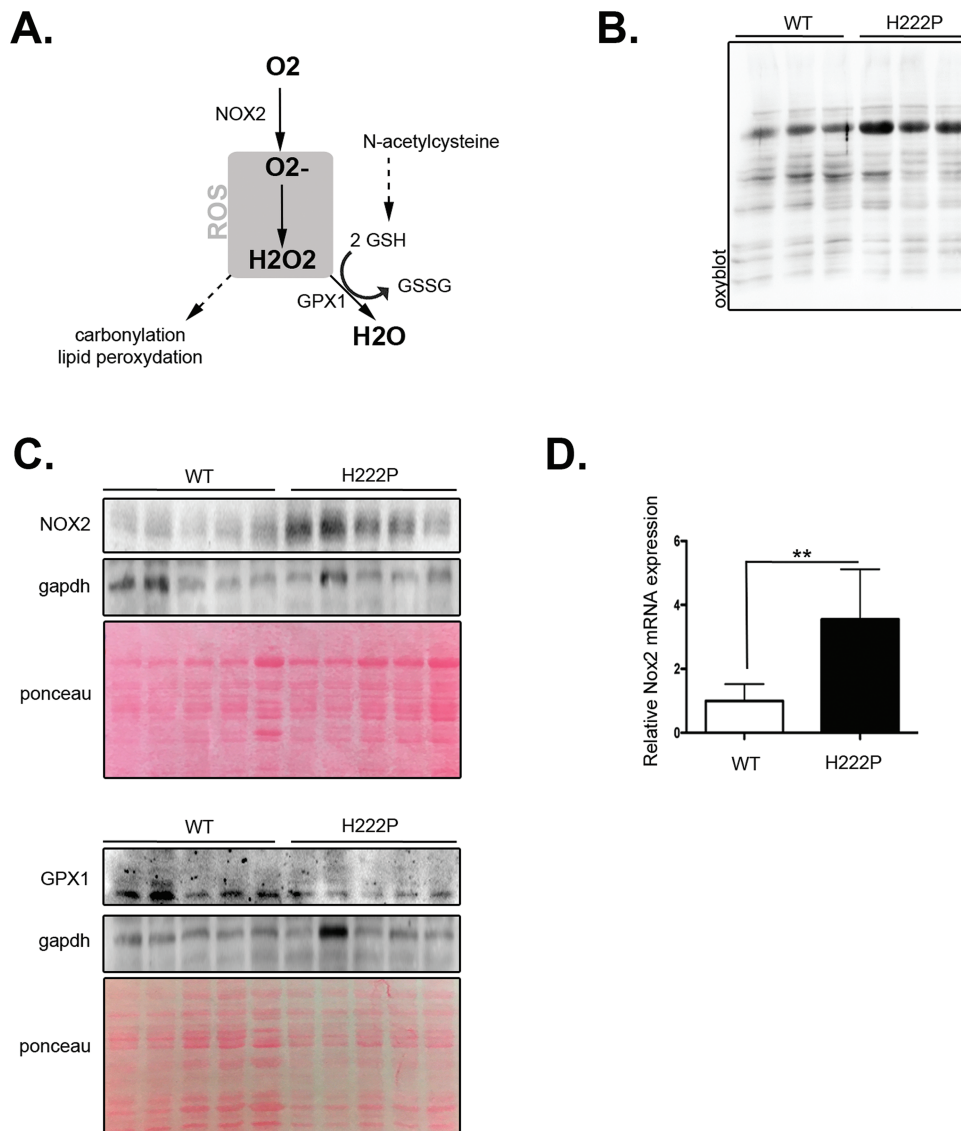 A.
O2
NOX2
N-acetylcysteine
O2-
ROS
2 GSH
H2O2
GSSG
GPX1
H2O
carbonylation
lipid peroxydation
B.
WT H222P
oxyblot
C.
WT H222P
NOX2
gapdh
ponceau
WT H222P
GPX1
gapdh
ponceau
D.
Relative Nox2 mRNA expression
6
4
2
0
**
WT H222P